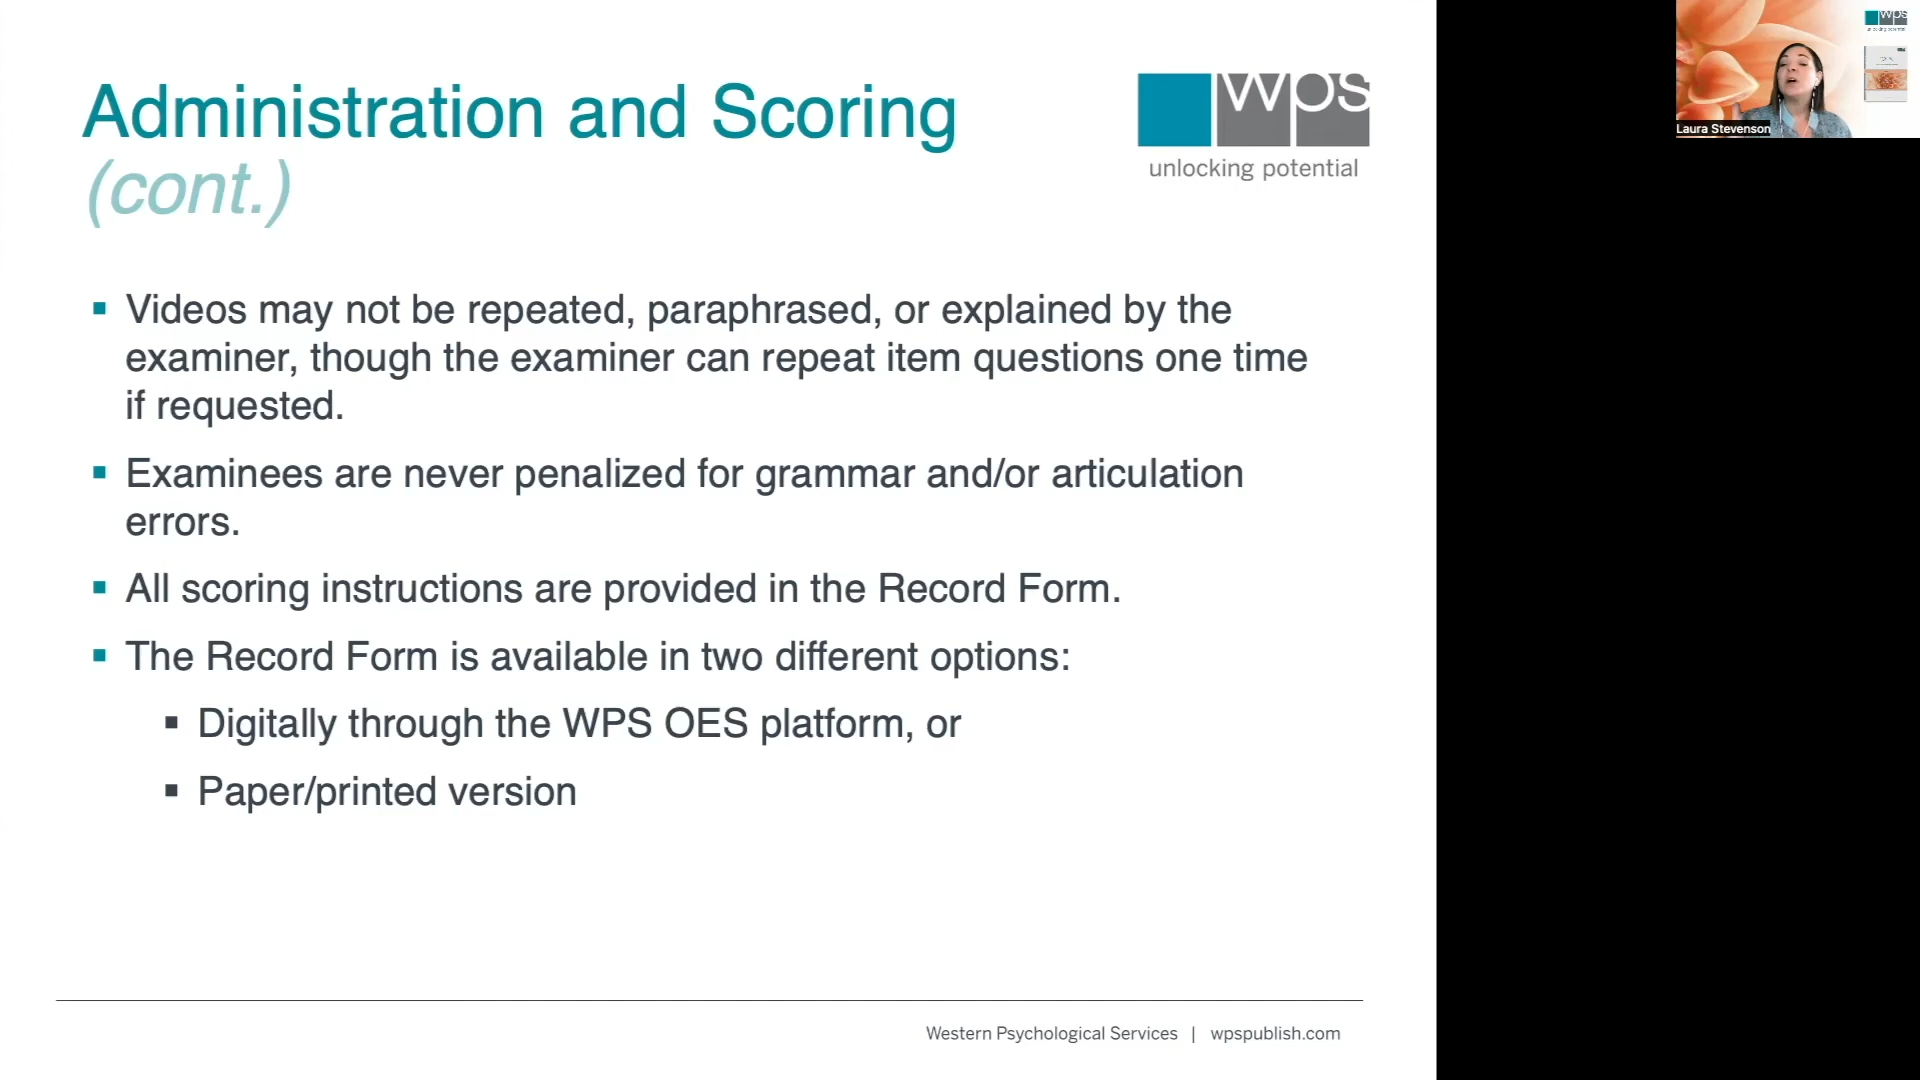 Administration and Scoring
(cont.)
wps
unlocking potential
▪ Videos may not be repeated, paraphrased, or explained by the
examiner, though the examiner can repeat item questions one time
if requested.
▪ Examinees are never penalized for grammar and/or articulation
errors.
▪ All scoring instructions are provided in the Record Form.
▪ The Record Form is available in two different options:
▪ Digitally through the WPS OES platform, or
▪ Paper/printed version
Western Psychological Services | wpspublish.com
wps
Laura Stevenson